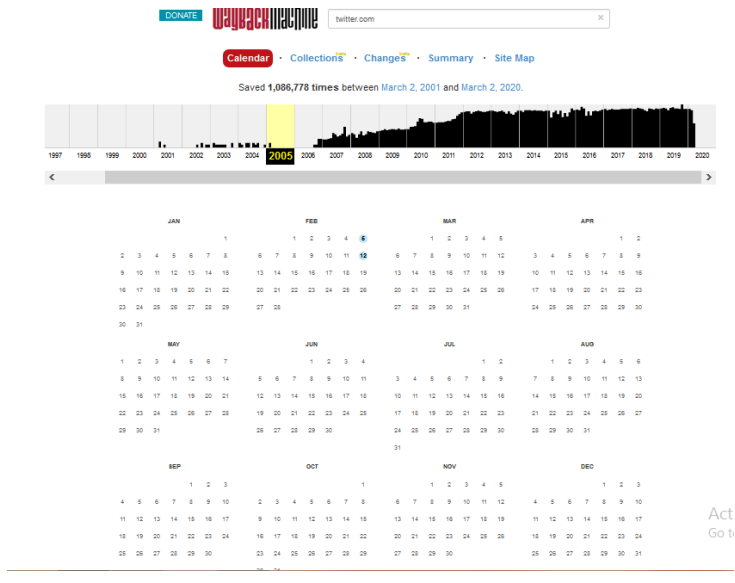 DONATE WAYBACK MACHINE twitter.com ×
Calendar · Collections beta · Changes beta · Summary · Site Map
Saved 1,086,778 times between March 2, 2001 and March 2, 2020.
1997 1998 1999 2000 2001 2002 2003 2004 2005 2006 2007 2008 2009 2010 2011 2012 2013 2014 2015 2016 2017 2018 2019 2020
JAN FEB MAR APR
1 1 2 3 4 5 1 2 3 4 5 1 2
2 3 4 5 6 7 8 6 7 8 9 10 11 12 6 7 8 9 10 11 12 3 4 5 6 7 8 9
9 10 11 12 13 14 15 13 14 15 16 17 18 19 13 14 15 16 17 18 19 10 11 12 13 14 15 16
16 17 18 19 20 21 22 20 21 22 23 24 25 26 20 21 22 23 24 25 26 17 18 19 20 21 22 23
23 24 25 26 27 28 29 27 28 27 28 29 30 31 24 25 26 27 28 29 30
30 31
MAY JUN JUL AUG
1 2 3 4 5 6 7 1 2 3 4 1 2 1 2 3 4 5 6
8 9 10 11 12 13 14 5 6 7 8 9 10 11 3 4 5 6 7 8 9 7 8 9 10 11 12 13
15 16 17 18 19 20 21 12 13 14 15 16 17 18 10 11 12 13 14 15 16 14 15 16 17 18 19 20
22 23 24 25 26 27 28 19 20 21 22 23 24 25 17 18 19 20 21 22 23 21 22 23 24 25 26 27
29 30 31 26 27 28 29 30 24 25 26 27 28 29 30 28 29 30 31
31
SEP OCT NOV DEC
1 2 3 1 1 2 3 4 5 1 2 3
4 5 6 7 8 9 10 2 3 4 5 6 7 8 6 7 8 9 10 11 12 4 5 6 7 8 9 10
11 12 13 14 15 16 17 9 10 11 12 13 14 15 13 14 15 16 17 18 19 11 12 13 14 15 16 17
18 19 20 21 22 23 24 16 17 18 19 20 21 22 20 21 22 23 24 25 26 18 19 20 21 22 23 24
25 26 27 28 29 30 23 24 25 26 27 28 29 27 28 29 30 25 26 27 28 29 30 31
Act
Go to